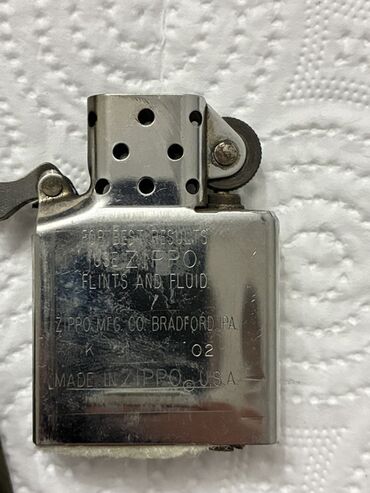 FOR BEST RESULTS
USE ZIPPO
FLINTS AND FLUID
ZIPPO MFG. CO. BRADFORD, PA.
K 02
MADE IN ZIPPO® U.S.A.